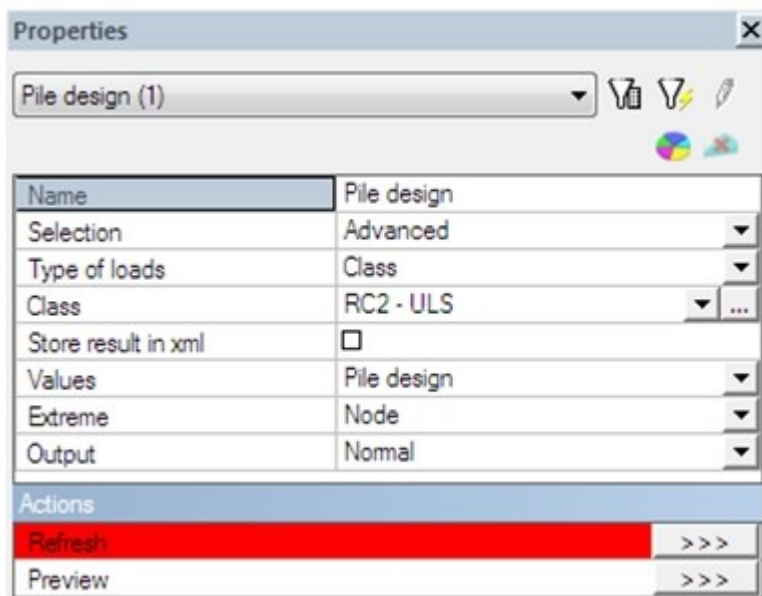 Properties
Pile design (1)
Name Pile design
Selection Advanced
Type of loads Class
Class RC2 - ULS ...
Store result in xml
Values Pile design
Extreme Node
Output Normal
Actions
Refresh >>>
Preview >>>